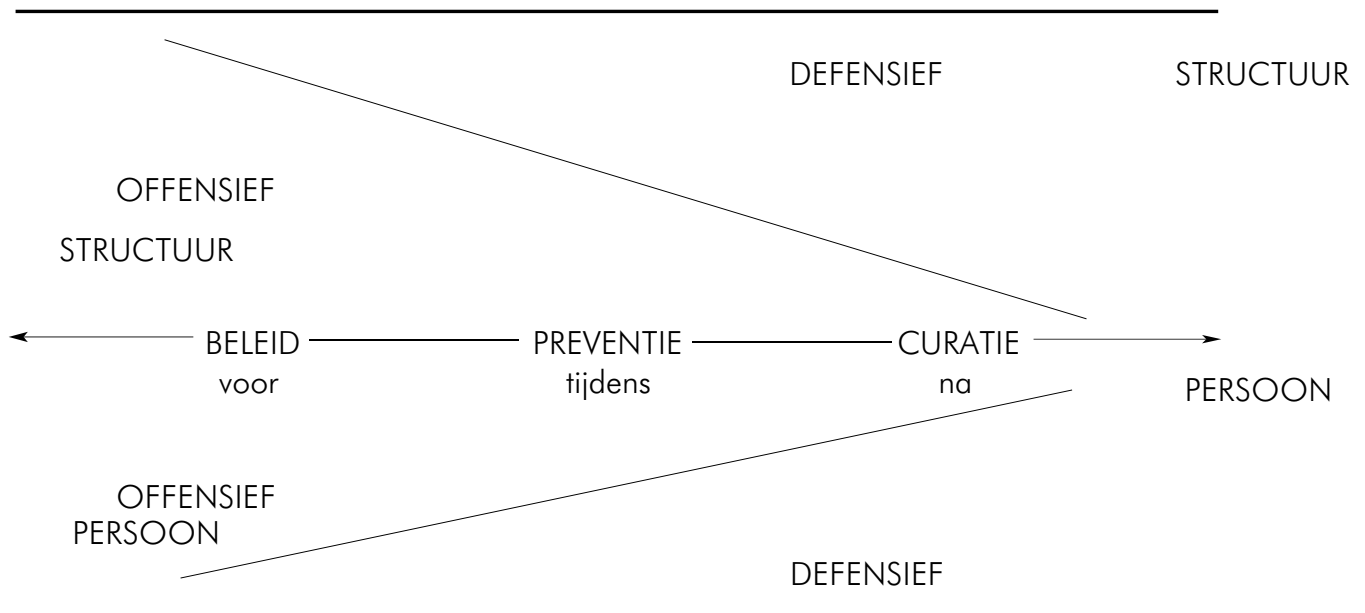 DEFENSIEF STRUCTUUR
OFFENSIEF
STRUCTUUR
BELEID PREVENTIE CURATIE
voor tijdens na
PERSOON
OFFENSIEF
PERSOON
DEFENSIEF